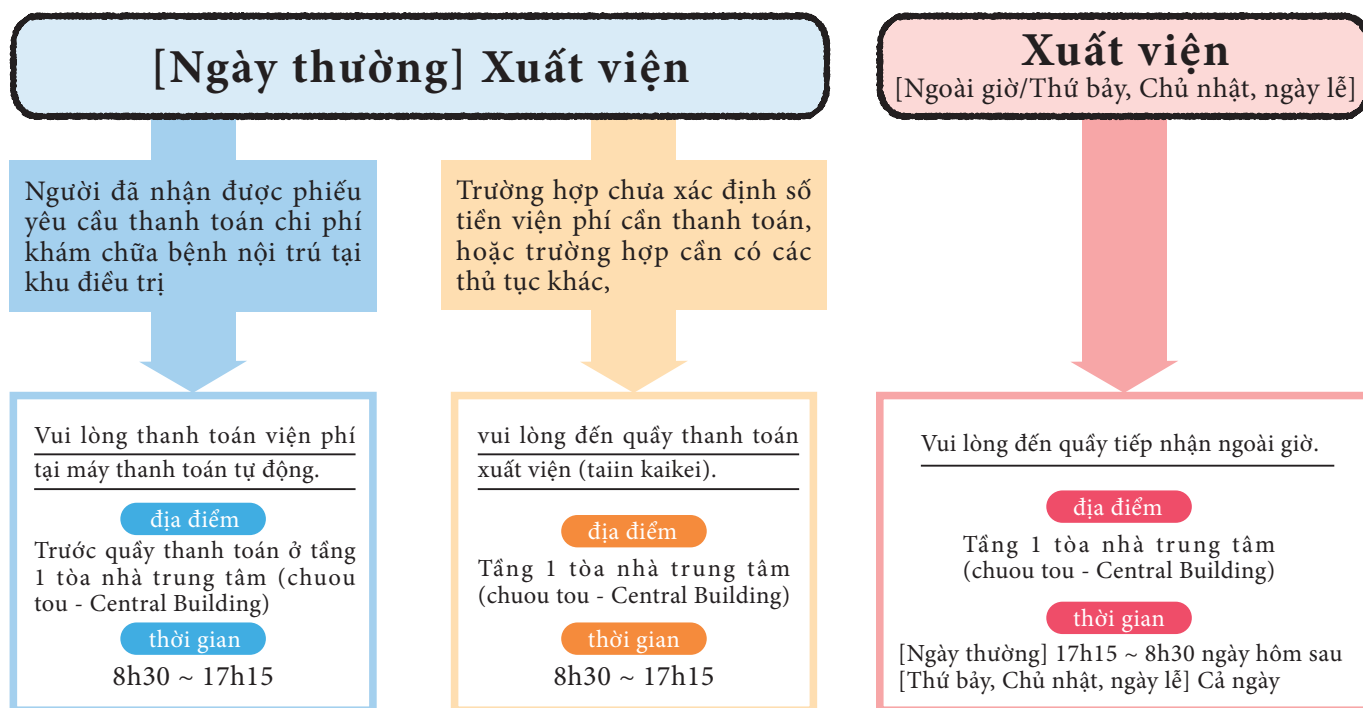 [Ngày thường] Xuất viện
Người đã nhận được phiếu
yêu cầu thanh toán chi phí
khám chữa bệnh nội trú tại
khu điều trị
Vui lòng thanh toán viện phí
tại máy thanh toán tự động.
địa điểm
Trước quầy thanh toán ở tầng
1 tòa nhà trung tâm (chuou
tou - Central Building)
thời gian
8h30 ~ 17h15
Trường hợp chưa xác định số
tiền viện phí cần thanh toán,
hoặc trường hợp cần có các
thủ tục khác,
vui lòng đến quầy thanh toán
xuất viện (taiin kaikei).
địa điểm
Tầng 1 tòa nhà trung tâm
(chuou tou - Central Building)
thời gian
8h30 ~ 17h15
Xuất viện
[Ngoài giờ/Thứ bảy, Chủ nhật, ngày lễ]
Vui lòng đến quầy tiếp nhận ngoài giờ.
địa điểm
Tầng 1 tòa nhà trung tâm
(chuou tou - Central Building)
thời gian
[Ngày thường] 17h15 ~ 8h30 ngày hôm sau
[Thứ bảy, Chủ nhật, ngày lễ] Cả ngày